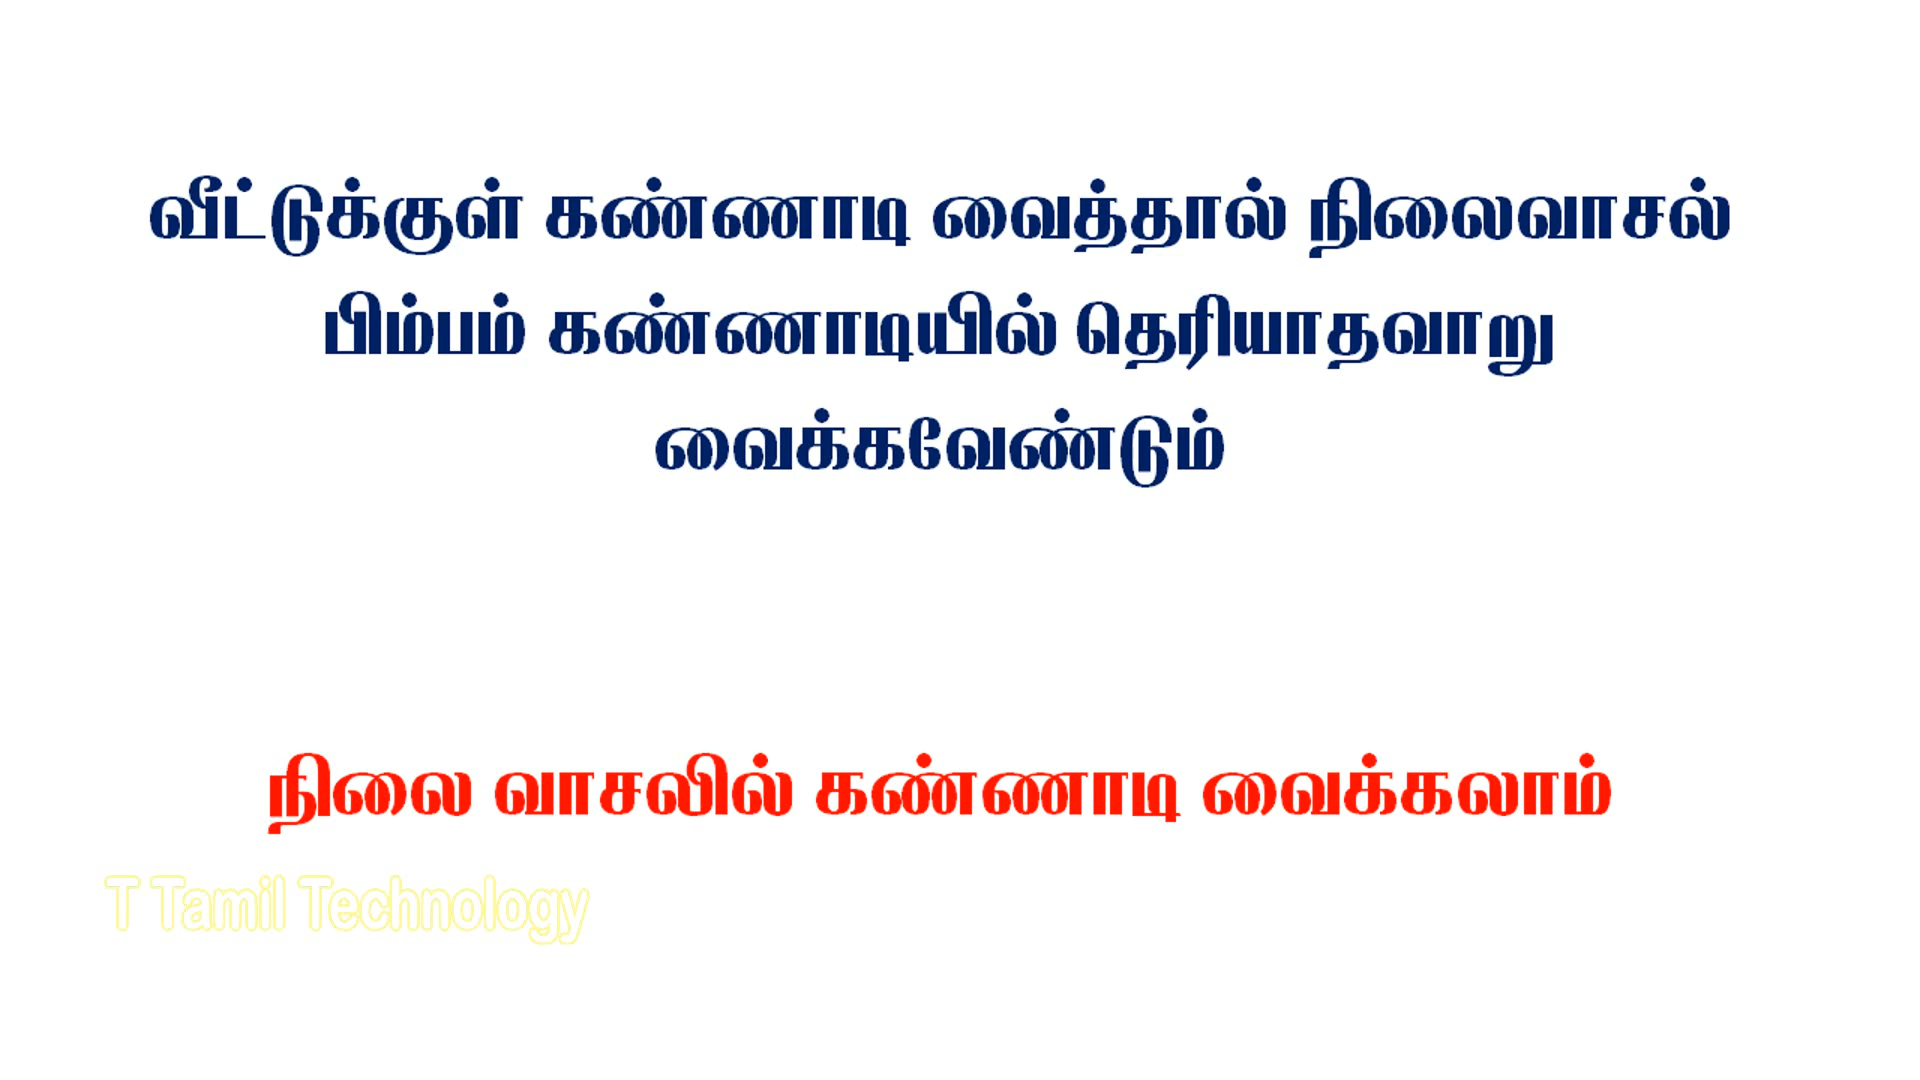 வீட்டுக்குள் கண்ணாடி வைத்தால் நிலைவாசல்
பிம்பம் கண்ணாடியில் தெரியாதவாறு
வைக்கவேண்டும்
நிலை வாசலில் கண்ணாடி வைக்கலாம்
T Tamil Technology